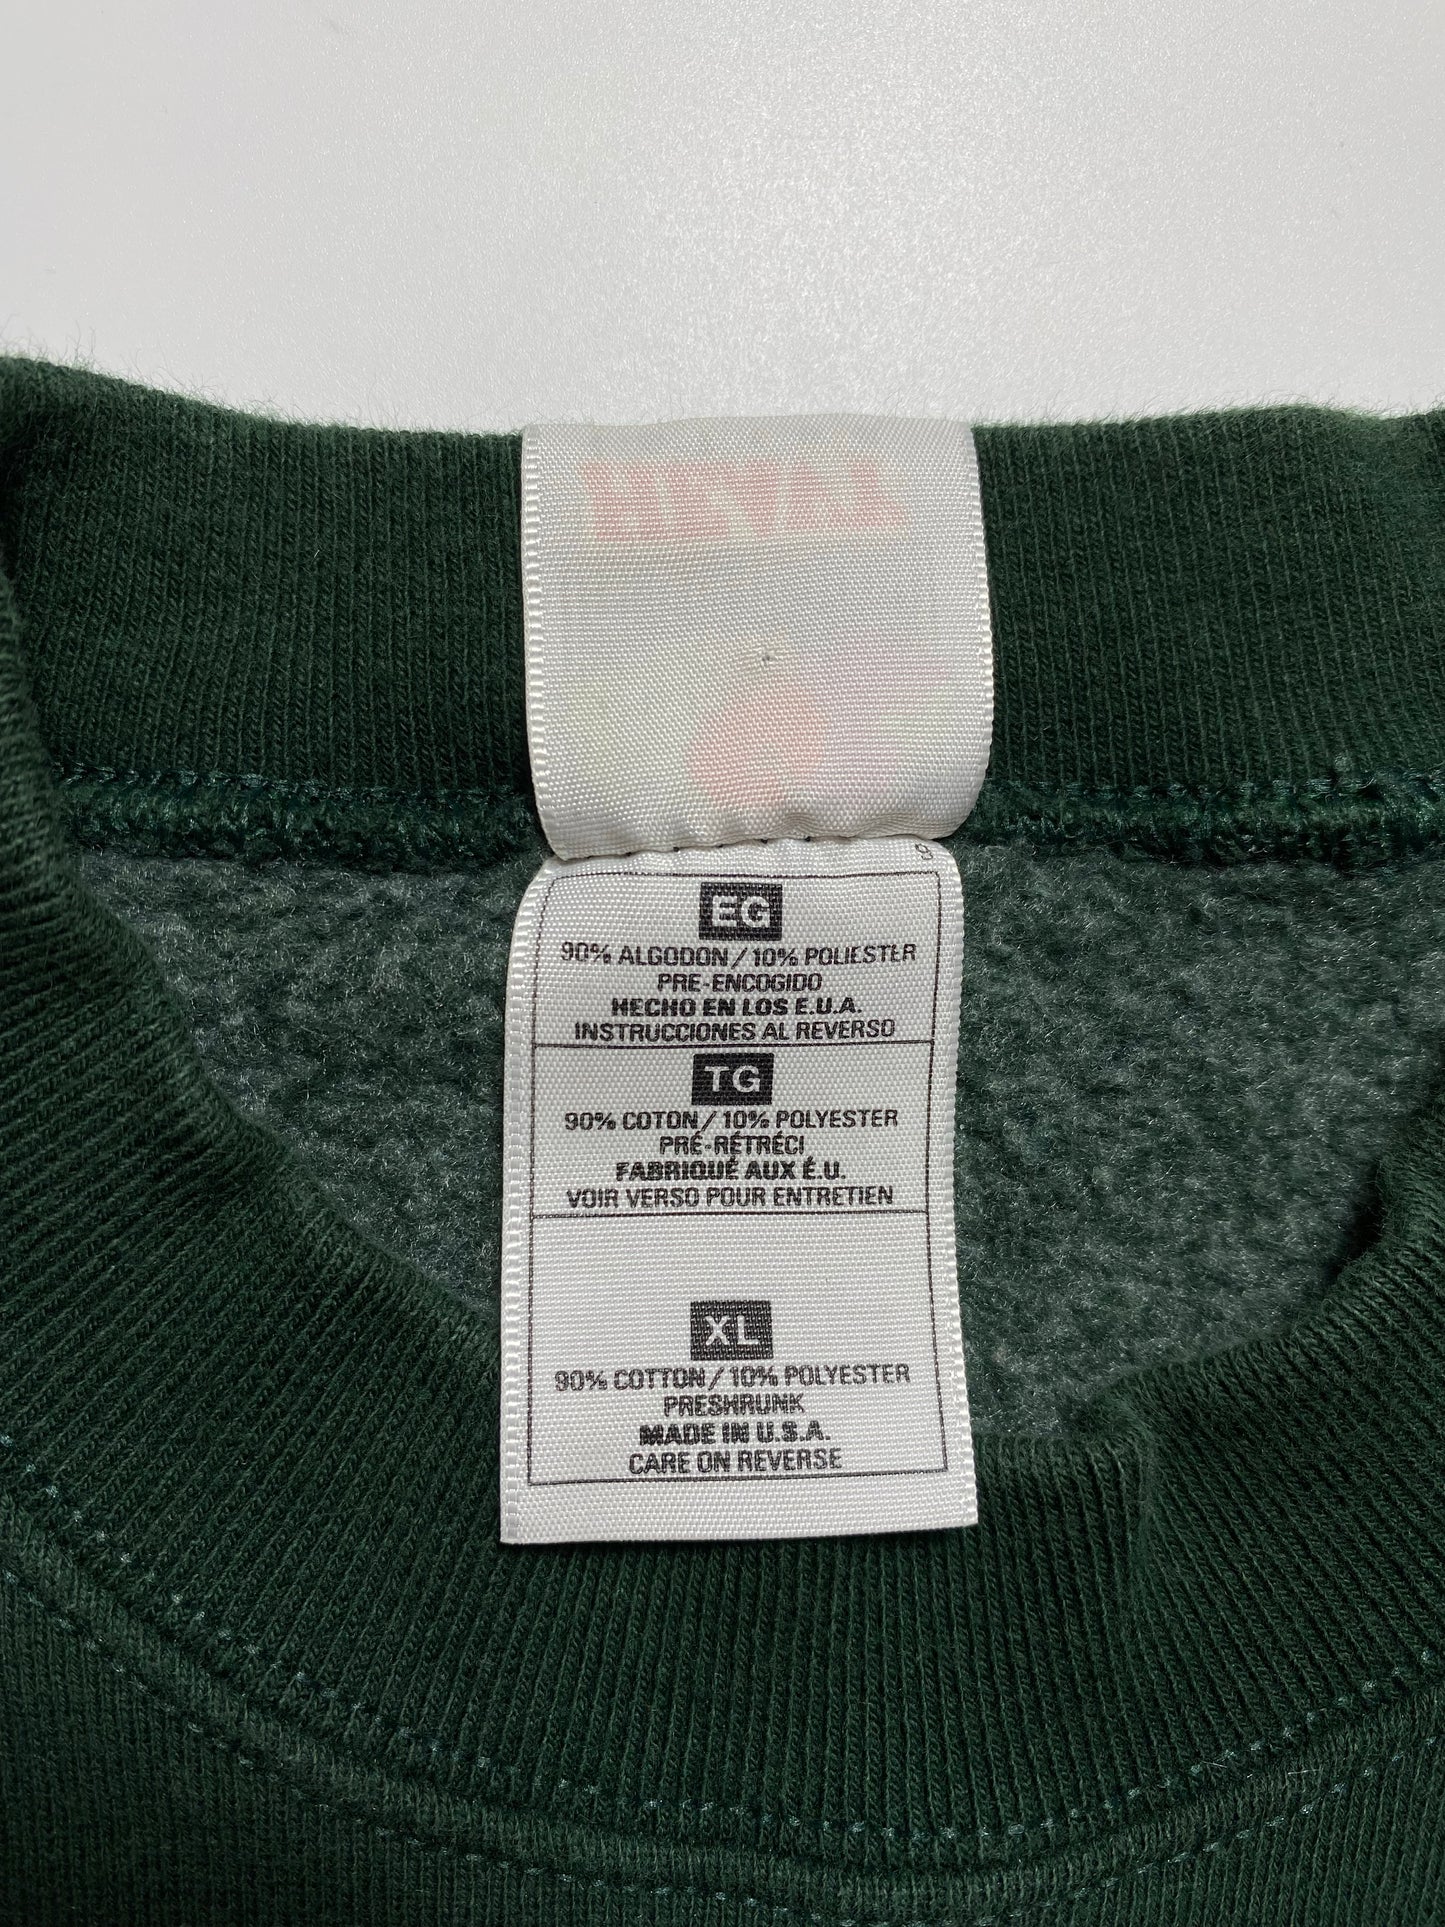 9
EG
90% ALGODON / 10% POLIESTER
PRE-ENCOGIDO
HECHO EN LOS E.U.A.
INSTRUCCIONES AL REVERSO
TG
90% COTON / 10% POLYESTER
PRÉ-RÉTRÉCI
FABRIQUÉ AUX É.U.
VOIR VERSO POUR ENTRETIEN
XL
90% COTTON / 10% POLYESTER
PRESHRUNK
MADE IN U.S.A.
CARE ON REVERSE